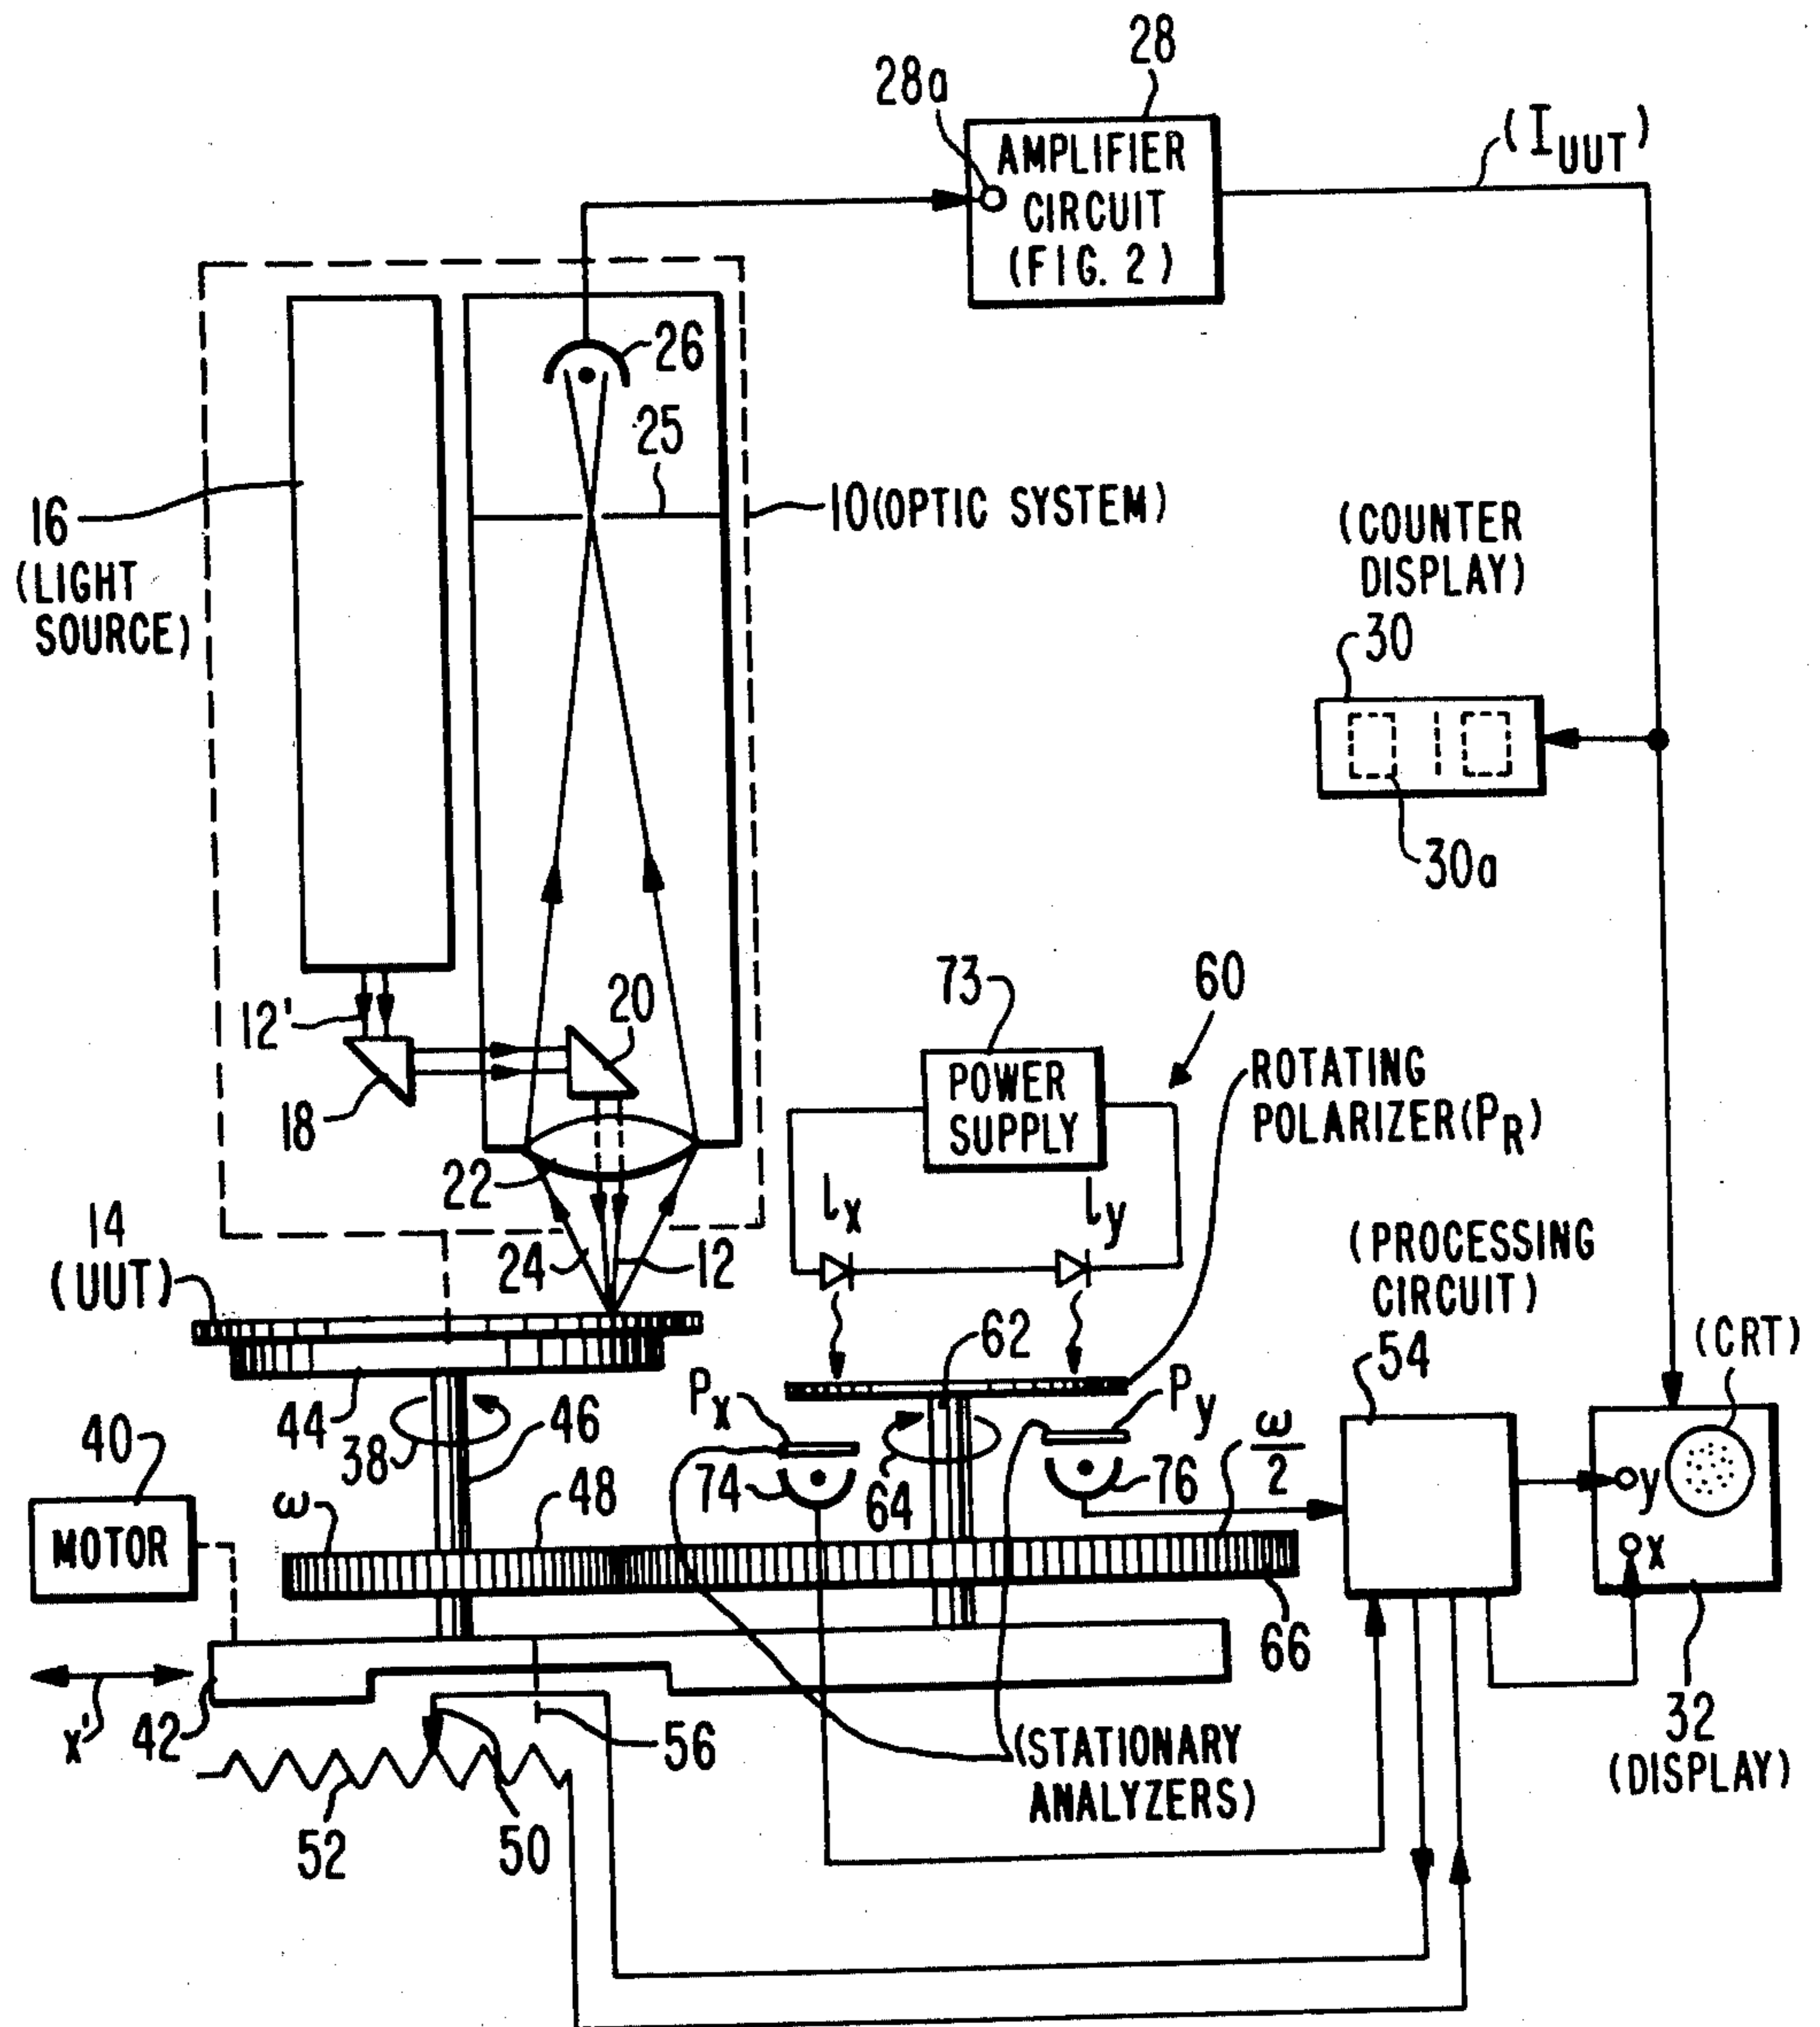 28
28a
AMPLIFIER
CIRCUIT
(FIG. 2)
(I_UUT)
26
25
16
(LIGHT
SOURCE)
10 (OPTIC SYSTEM)
(COUNTER
DISPLAY)
30
30a
12'
18
20
22
73
60
POWER
SUPPLY
ROTATING
POLARIZER (P_R)
l_x
l_y
14
(UUT)
24
12
(PROCESSING
CIRCUIT)
54
(CRT)
62
P_x
P_y
44
38
46
40
MOTOR
ω
48
74
64
76
ω/2
y
x
66
32
(DISPLAY)
x'
42
56
50
52
(STATIONARY
ANALYZERS)